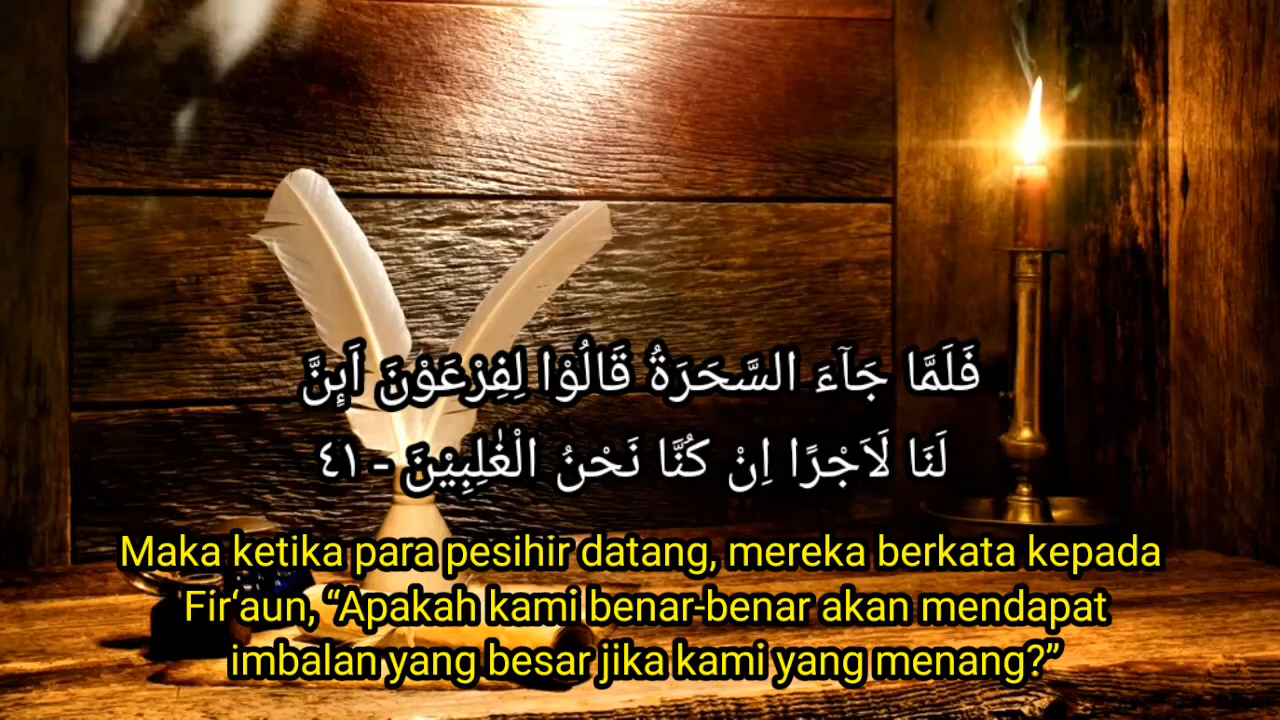 فَلَمَّا جَاۤءَ السَّحَرَةُ قَالُوْا لِفِرْعَوْنَ اَىِٕنَّ
لَنَا لَاَجْرًا اِنْ كُنَّا نَحْنُ الْغٰلِبِيْنَ - ٤١
Maka ketika para pesihir datang, mereka berkata kepada
Fir‘aun, “Apakah kami benar-benar akan mendapat
imbalan yang besar jika kami yang menang?”